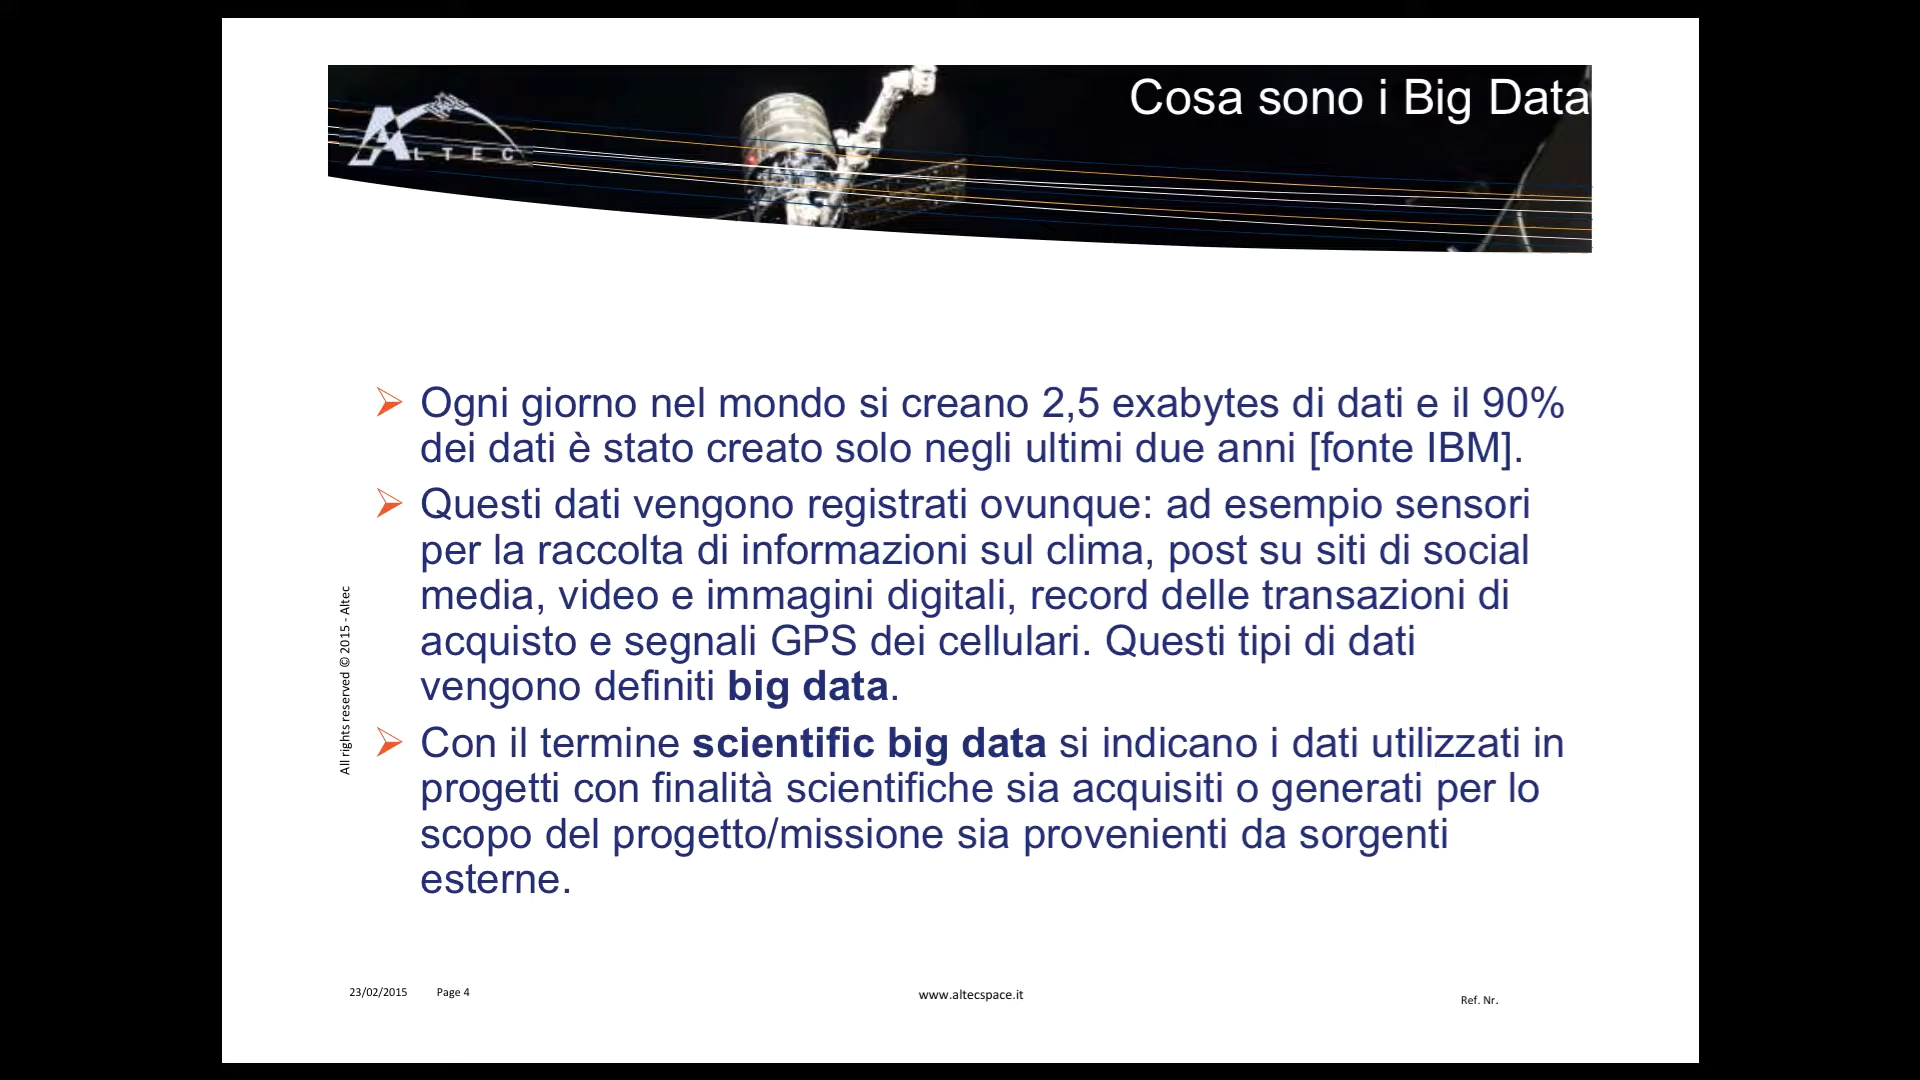 ALTEC
Cosa sono i Big Data
Ogni giorno nel mondo si creano 2,5 exabytes di dati e il 90%
dei dati è stato creato solo negli ultimi due anni [fonte IBM].
Questi dati vengono registrati ovunque: ad esempio sensori
per la raccolta di informazioni sul clima, post su siti di social
media, video e immagini digitali, record delle transazioni di
acquisto e segnali GPS dei cellulari. Questi tipi di dati
vengono definiti big data.
Con il termine scientific big data si indicano i dati utilizzati in
progetti con finalità scientifiche sia acquisiti o generati per lo
scopo del progetto/missione sia provenienti da sorgenti
esterne.
All rights reserved © 2015 - Altec
23/02/2015 Page 4
www.altecspace.it
Ref. Nr.